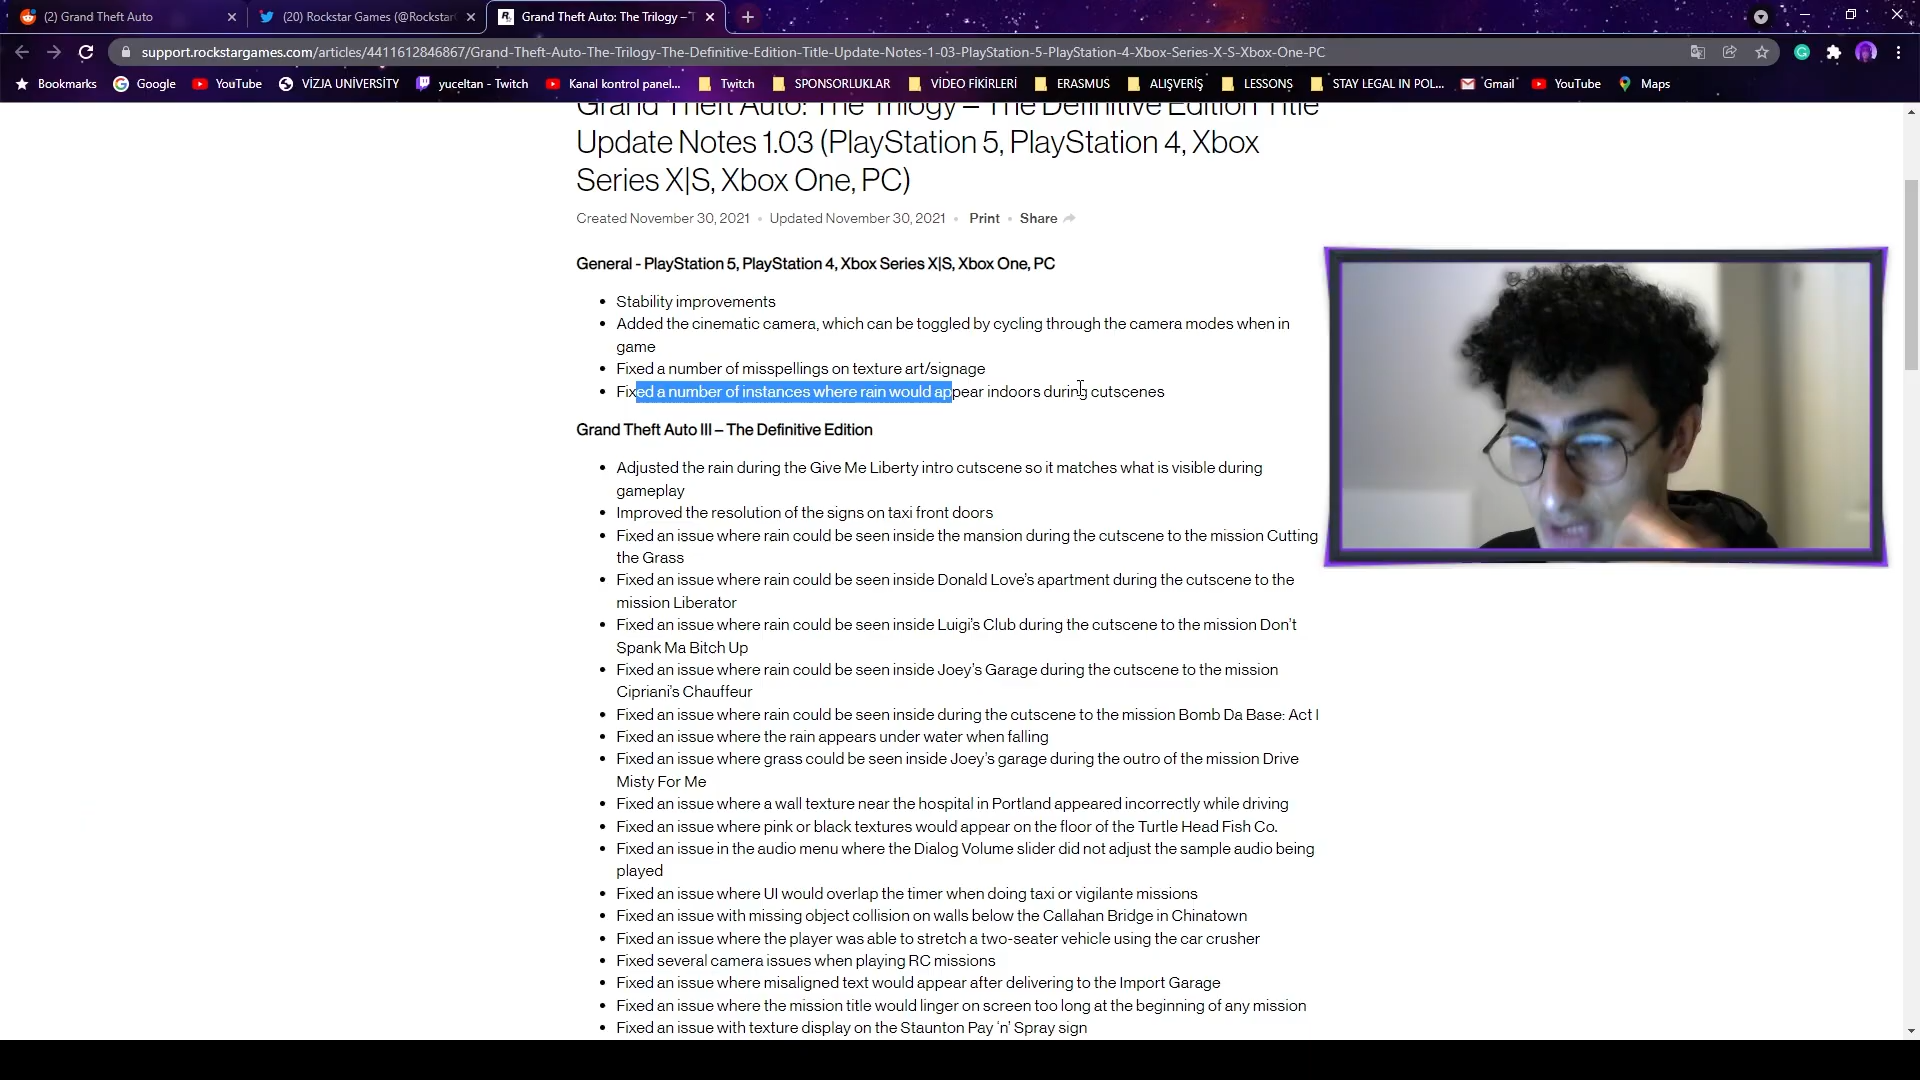 (2) Grand Theft Auto
(20) Rockstar Games (@Rockstar
Grand Theft Auto: The Trilogy –
support.rockstargames.com/articles/4411612846867/Grand-Theft-Auto-The-Trilogy-The-Definitive-Edition-Title-Update-Notes-1-03-PlayStation-5-PlayStation-4-Xbox-Series-X-S-Xbox-One-PC
Bookmarks Google YouTube VİZJA UNİVERSİTY yuceltan - Twitch Kanal kontrol panel... Twitch SPONSORLUKLAR VİDEO FİKİRLERİ ERASMUS ALIŞVERİŞ LESSONS STAY LEGAL IN POL... Gmail YouTube Maps
Grand Theft Auto: The Trilogy – The Definitive Edition Title
Update Notes 1.03 (PlayStation 5, PlayStation 4, Xbox
Series X|S, Xbox One, PC)
Created November 30, 2021 • Updated November 30, 2021 • Print • Share
General - PlayStation 5, PlayStation 4, Xbox Series X|S, Xbox One, PC
• Stability improvements
• Added the cinematic camera, which can be toggled by cycling through the camera modes when in
game
• Fixed a number of misspellings on texture art/signage
• Fixed a number of instances where rain would appear indoors during cutscenes
Grand Theft Auto III – The Definitive Edition
• Adjusted the rain during the Give Me Liberty intro cutscene so it matches what is visible during
gameplay
• Improved the resolution of the signs on taxi front doors
• Fixed an issue where rain could be seen inside the mansion during the cutscene to the mission Cutting
the Grass
• Fixed an issue where rain could be seen inside Donald Love's apartment during the cutscene to the
mission Liberator
• Fixed an issue where rain could be seen inside Luigi's Club during the cutscene to the mission Don't
Spank Ma Bitch Up
• Fixed an issue where rain could be seen inside Joey's Garage during the cutscene to the mission
Cipriani's Chauffeur
• Fixed an issue where rain could be seen inside during the cutscene to the mission Bomb Da Base: Act I
• Fixed an issue where the rain appears under water when falling
• Fixed an issue where grass could be seen inside Joey's garage during the outro of the mission Drive
Misty For Me
• Fixed an issue where a wall texture near the hospital in Portland appeared incorrectly while driving
• Fixed an issue where pink or black textures would appear on the floor of the Turtle Head Fish Co.
• Fixed an issue in the audio menu where the Dialog Volume slider did not adjust the sample audio being
played
• Fixed an issue where UI would overlap the timer when doing taxi or vigilante missions
• Fixed an issue with missing object collision on walls below the Callahan Bridge in Chinatown
• Fixed an issue where the player was able to stretch a two-seater vehicle using the car crusher
• Fixed several camera issues when playing RC missions
• Fixed an issue where misaligned text would appear after delivering to the Import Garage
• Fixed an issue where the mission title would linger on screen too long at the beginning of any mission
• Fixed an issue with texture display on the Staunton Pay 'n' Spray sign